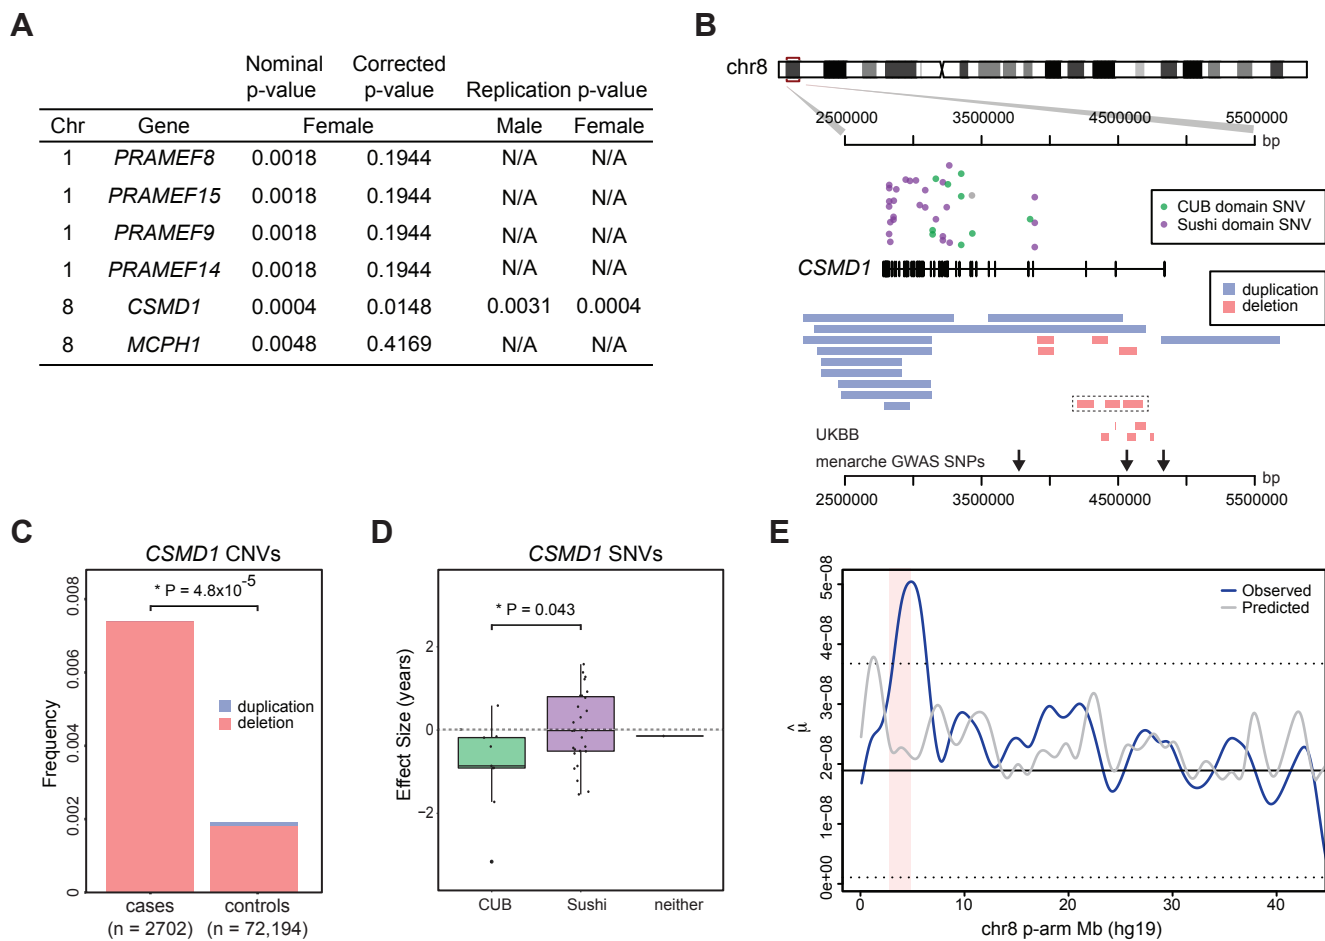 A
Nominal p-value Corrected p-value Replication p-value
Chr Gene Female Male Female
1 PRAMEF8 0.0018 0.1944 N/A N/A
1 PRAMEF15 0.0018 0.1944 N/A N/A
1 PRAMEF9 0.0018 0.1944 N/A N/A
1 PRAMEF14 0.0018 0.1944 N/A N/A
8 CSMD1 0.0004 0.0148 0.0031 0.0004
8 MCPH1 0.0048 0.4169 N/A N/A
B
chr8
2500000 3500000 4500000 5500000
bp
CUB domain SNV
Sushi domain SNV
CSMD1
duplication
deletion
UKBB
menarche GWAS SNPs
bp
2500000 3500000 4500000 5500000
C
CSMD1 CNVs
* P = 4.8x10-5
Frequency
0.008
0.006
0.004
0.002
0
duplication
deletion
cases controls
(n = 2702) (n = 72,194)
D
CSMD1 SNVs
* P = 0.043
Effect Size (years)
2
0
−2
CUB Sushi neither
E
Observed
Predicted
μ̂
5e−08
4e−08
3e−08
2e−08
1e−08
0e+00
0 10 20 30 40
chr8 p-arm Mb (hg19)